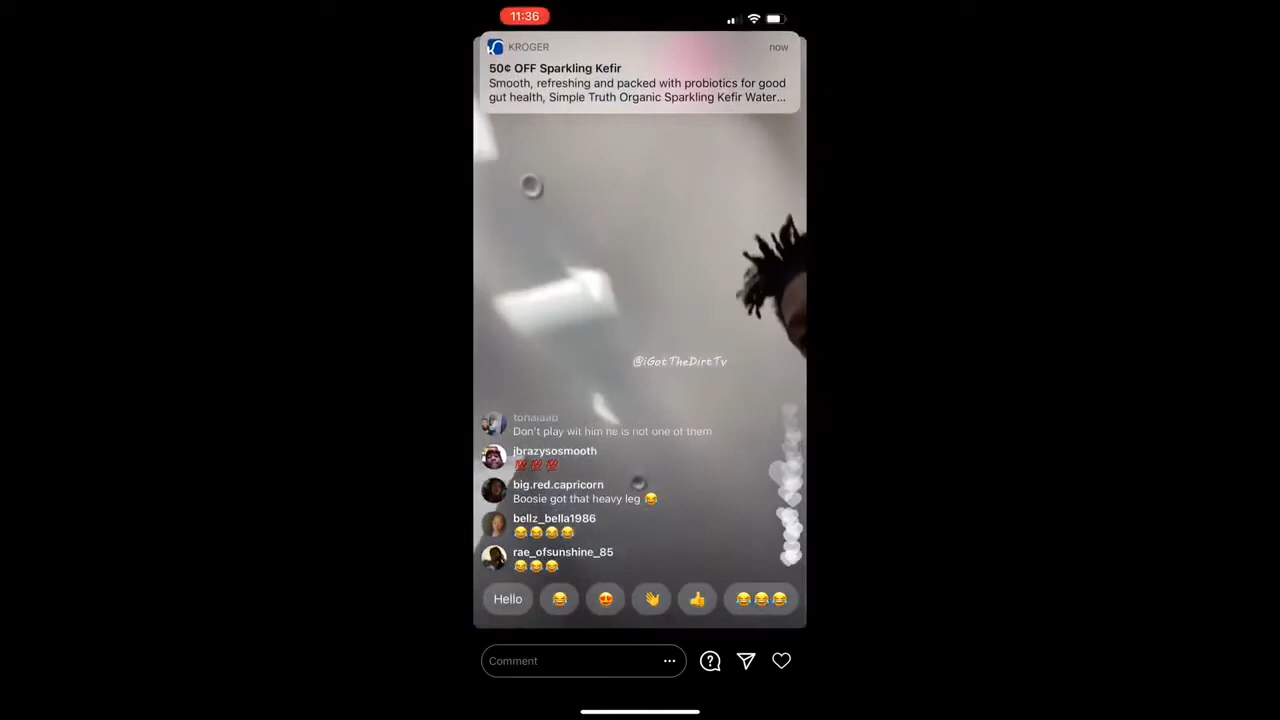 11:36
KROGER
now
50¢ OFF Sparkling Kefir
Smooth, refreshing and packed with probiotics for good
gut health, Simple Truth Organic Sparkling Kefir Water...
@iGotTheDirtTv
Don't play wit him he is not one of them
jbrazysosmooth
💯💯💯
big.red.capricorn
Boosie got that heavy leg 😂
bellz_bella1986
😂😂😂😂
rae_ofsunshine_85
😂😂😂
Hello 😂 😍 👋 👍 😂😂😂
Comment